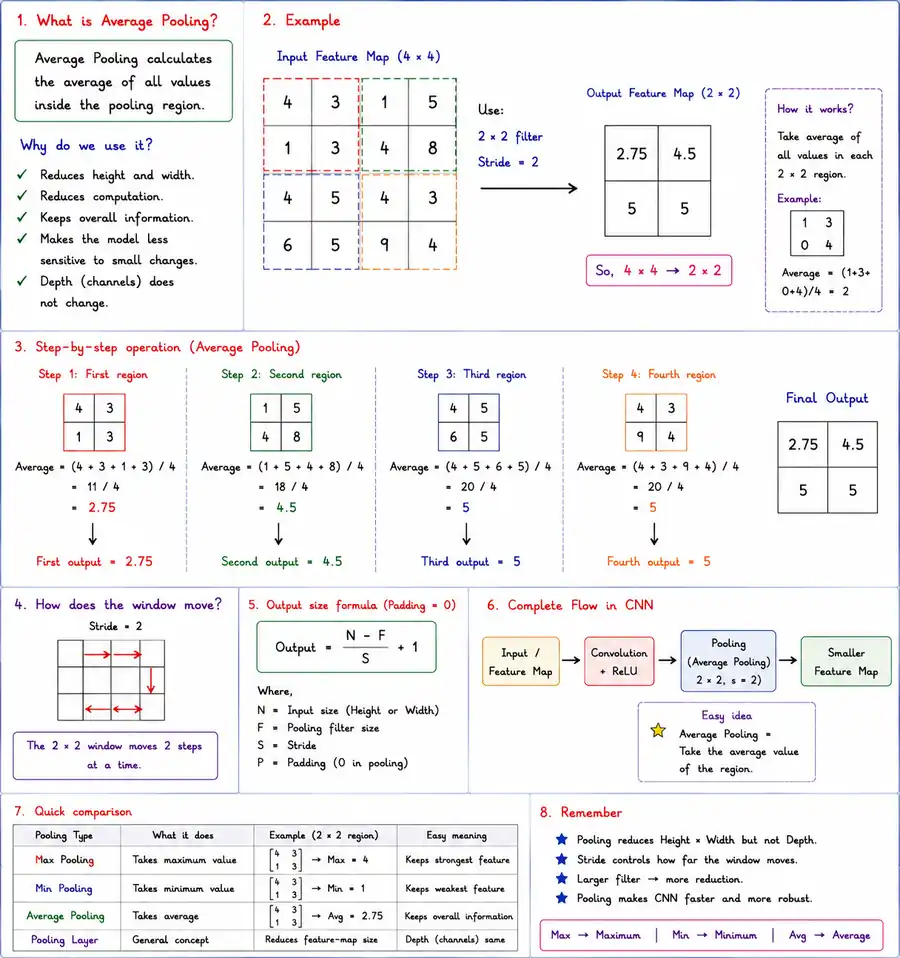 1. What is Average Pooling?
Average Pooling calculates
the average of all values
inside the pooling region.
Why do we use it?
✓ Reduces height and width.
✓ Reduces computation.
✓ Keeps overall information.
✓ Makes the model less
sensitive to small changes.
✓ Depth (channels) does
not change.
2. Example
Input Feature Map (4 × 4)
4 3 1 5
1 3 4 8
4 5 4 3
6 5 9 4
Use:
2 × 2 filter
Stride = 2
Output Feature Map (2 × 2)
2.75 4.5
5 5
So, 4 × 4 → 2 × 2
How it works?
Take average of
all values in each
2 × 2 region.
Example:
1 3
0 4
Average = (1+3+
0+4)/4 = 2
3. Step-by-step operation (Average Pooling)
Step 1: First region
4 3
1 3
Average = (4 + 3 + 1 + 3) / 4
= 11 / 4
= 2.75
First output = 2.75
Step 2: Second region
1 5
4 8
Average = (1 + 5 + 4 + 8) / 4
= 18 / 4
= 4.5
Second output = 4.5
Step 3: Third region
4 5
6 5
Average = (4 + 5 + 6 + 5) / 4
= 20 / 4
= 5
Third output = 5
Step 4: Fourth region
4 3
9 4
Average = (4 + 3 + 9 + 4) / 4
= 20 / 4
= 5
Fourth output = 5
Final Output
2.75 4.5
5 5
4. How does the window move?
Stride = 2
The 2 × 2 window moves 2 steps
at a time.
5. Output size formula (Padding = 0)
Output = (N - F) / S + 1
Where,
N = Input size (Height or Width)
F = Pooling filter size
S = Stride
P = Padding (0 in pooling)
6. Complete Flow in CNN
Input /
Feature Map
Convolution
+ ReLU
Pooling
(Average Pooling)
2 × 2, s = 2)
Smaller
Feature Map
Easy idea
Average Pooling =
Take the average value
of the region.
7. Quick comparison
Pooling Type What it does Example (2 × 2 region) Easy meaning
Max Pooling Takes maximum value [4 3 1 3] → Max = 4 Keeps strongest feature
Min Pooling Takes minimum value [4 3 1 3] → Min = 1 Keeps weakest feature
Average Pooling Takes average [4 3 1 3] → Avg = 2.75 Keeps overall information
Pooling Layer General concept Reduces feature-map size Depth (channels) same
8. Remember
★ Pooling reduces Height × Width but not Depth.
★ Stride controls how far the window moves.
★ Larger filter → more reduction.
★ Pooling makes CNN faster and more robust.
Max → Maximum | Min → Minimum | Avg → Average